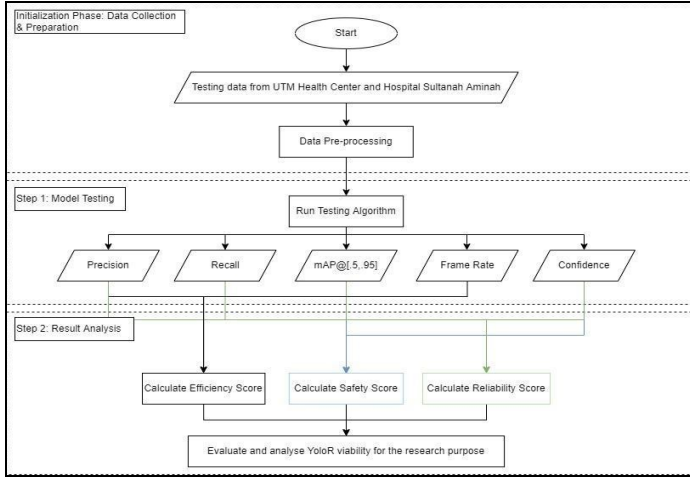 Initialization Phase: Data Collection
& Preparation
Start
Testing data from UTM Health Center and Hospital Sultanah Aminah
Data Pre-processing
Step 1: Model Testing
Run Testing Algorithm
Precision
Recall
mAP@[.5,.95]
Frame Rate
Confidence
Step 2: Result Analysis
Calculate Efficiency Score
Calculate Safety Score
Calculate Reliability Score
Evaluate and analyse YoloR viability for the research purpose